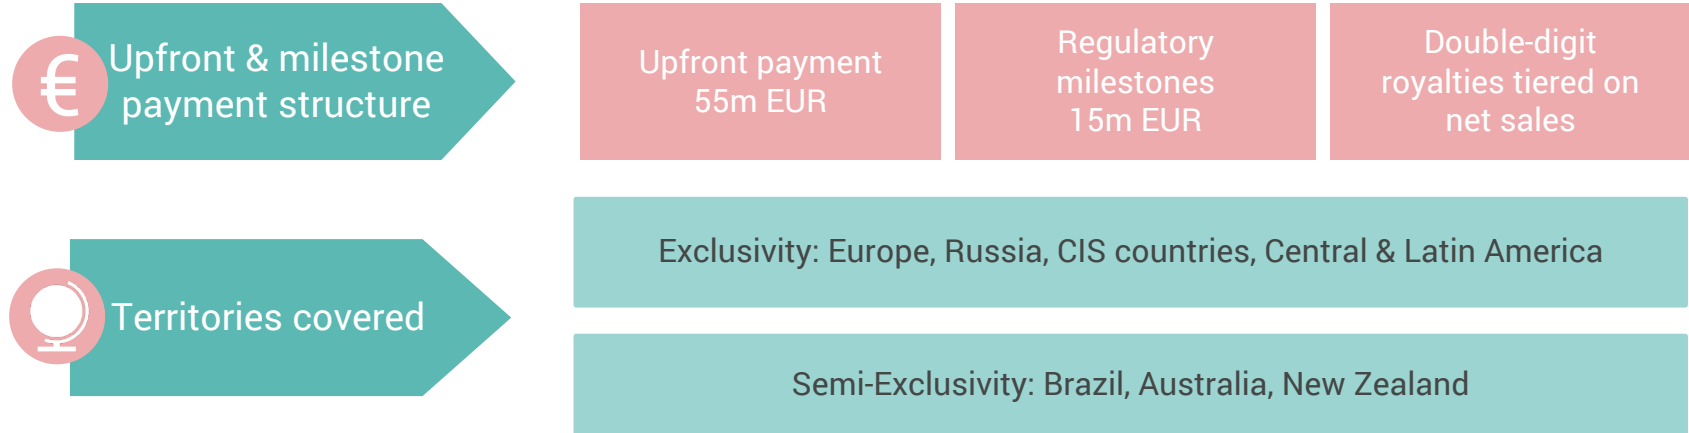 €
Upfront & milestone
payment structure
Upfront payment
55m EUR
Regulatory
milestones
15m EUR
Double-digit
royalties tiered on
net sales
Territories covered
Exclusivity: Europe, Russia, CIS countries, Central & Latin America
Semi-Exclusivity: Brazil, Australia, New Zealand